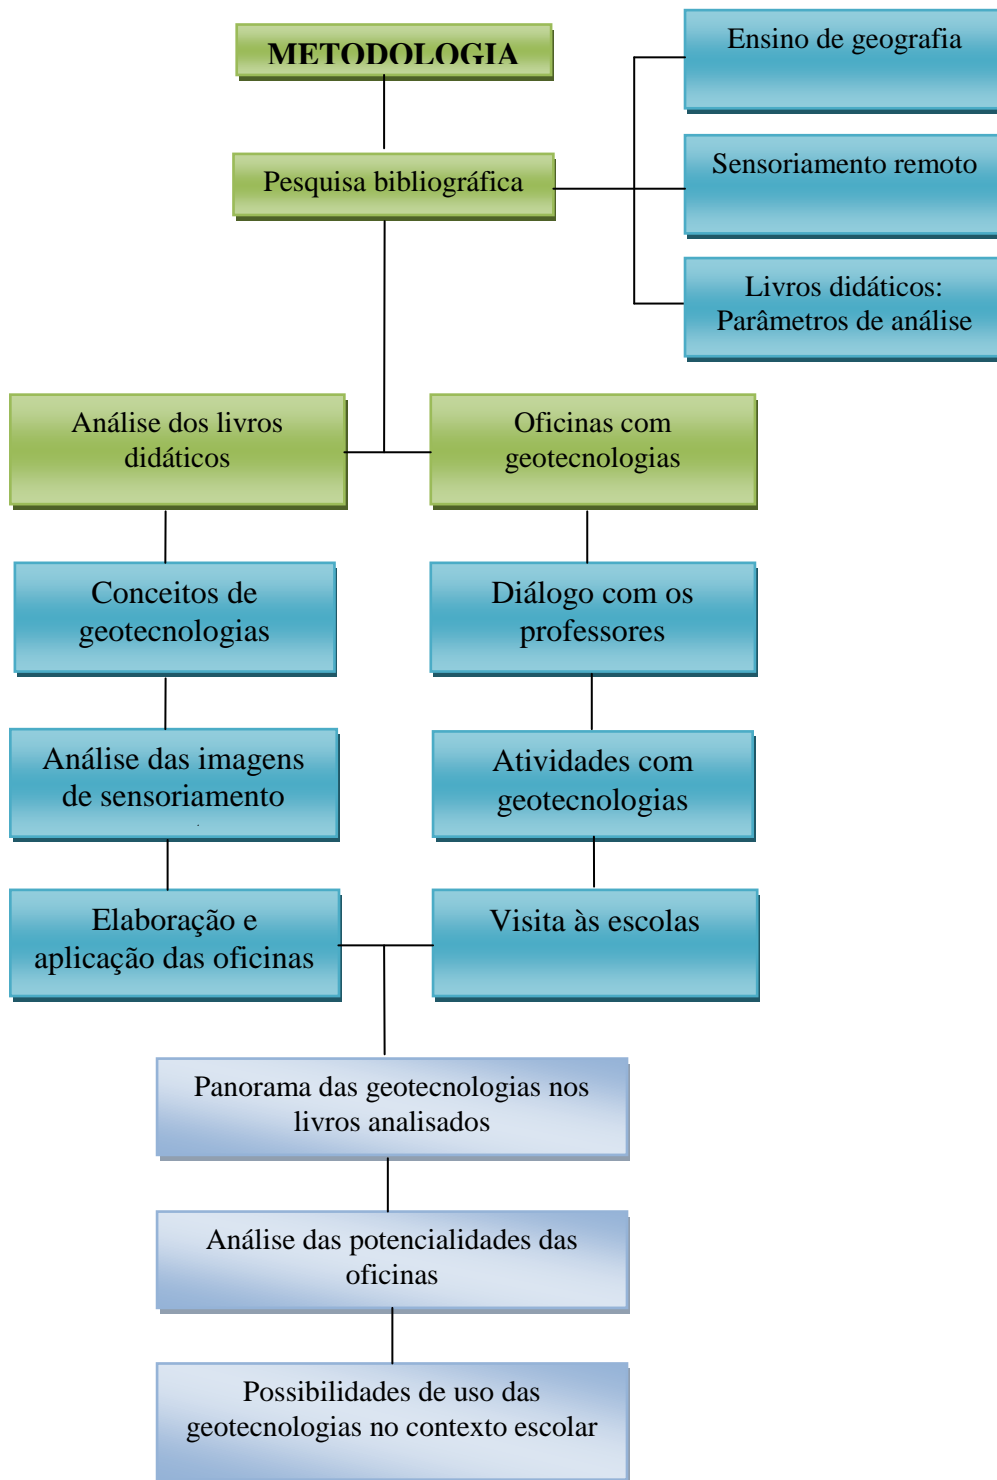 METODOLOGIA
Pesquisa bibliográfica
Ensino de geografia
Sensoriamento remoto
Livros didáticos:
Parâmetros de análise
Análise dos livros
didáticos
Oficinas com
geotecnologias
Conceitos de
geotecnologias
Diálogo com os
professores
Análise das imagens
de sensoriamento
Atividades com
geotecnologias
Elaboração e
aplicação das oficinas
Visita às escolas
Panorama das geotecnologias nos
livros analisados
Análise das potencialidades das
oficinas
Possibilidades de uso das
geotecnologias no contexto escolar